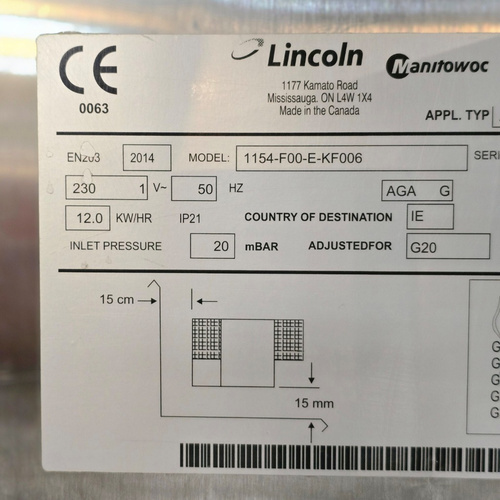 CE
0063
Lincoln
Manitowoc
1177 Kamato Road
Mississauga. ON L4W 1X4
Made in the Canada
APPL. TYP
EN203 2014 MODEL: 1154-F00-E-KF006 SERI
230 1 V~ 50 HZ AGA G
12.0 KW/HR IP21 COUNTRY OF DESTINATION IE
INLET PRESSURE 20 mBAR ADJUSTEDFOR G20
15 cm
15 mm
G
G
G
G
G